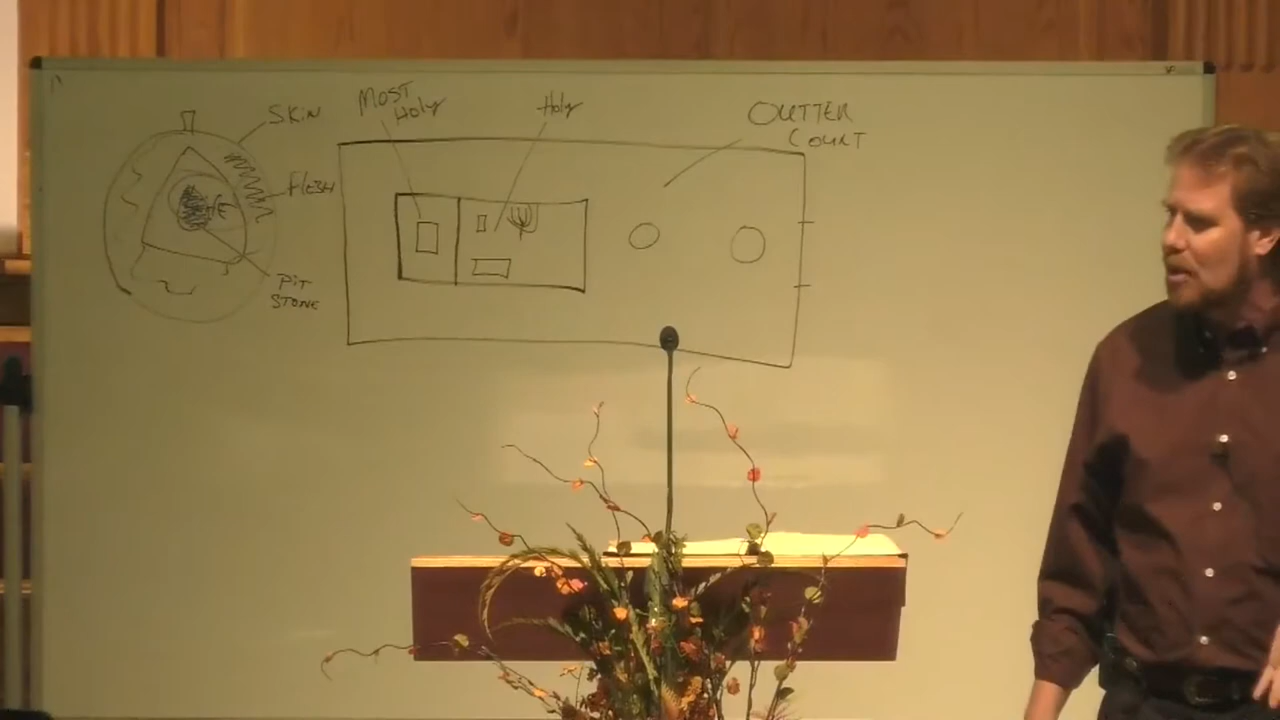 SKIN
MOST
HOLY
Holy
OUTTER
COURT
FLESH
PIT
STONE